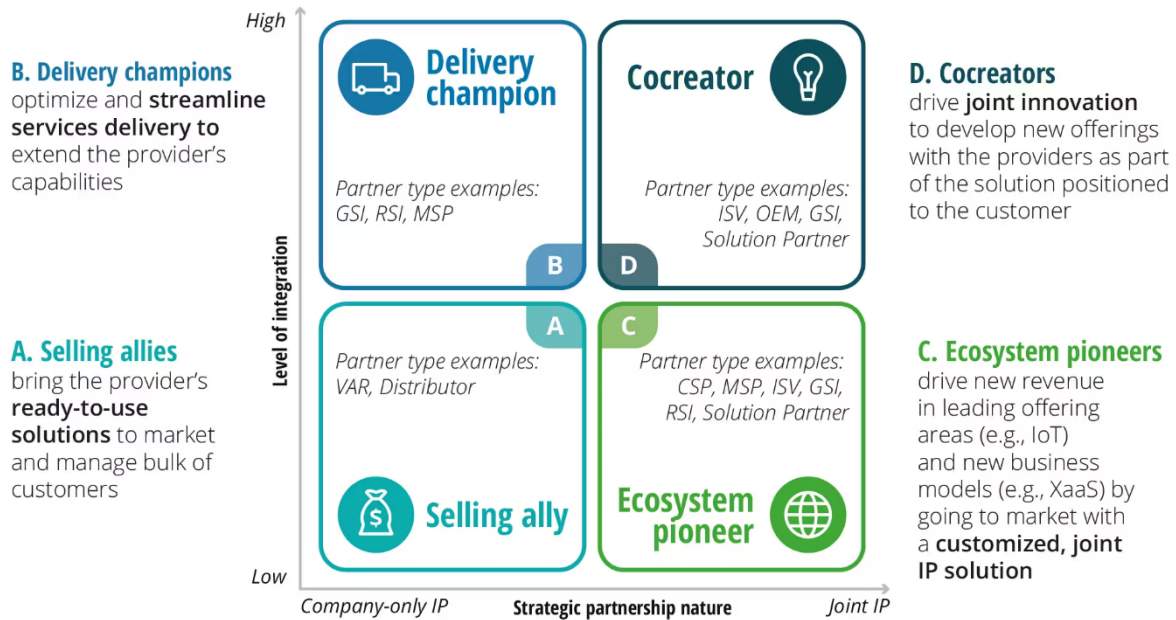 High
B. Delivery champions
optimize and streamline
services delivery to
extend the provider's
capabilities
Delivery
champion
Partner type examples:
GSI, RSI, MSP
B
Cocreator
Partner type examples:
ISV, OEM, GSI,
Solution Partner
D
D. Cocreators
drive joint innovation
to develop new offerings
with the providers as part
of the solution positioned
to the customer
Level of integration
A. Selling allies
bring the provider's
ready-to-use
solutions to market
and manage bulk of
customers
A
Partner type examples:
VAR, Distributor
Selling ally
C
Partner type examples:
CSP, MSP, ISV, GSI,
RSI, Solution Partner
Ecosystem
pioneer
C. Ecosystem pioneers
drive new revenue
in leading offering
areas (e.g., IoT)
and new business
models (e.g., XaaS) by
going to market with
a customized, joint
IP solution
Low
Company-only IP
Strategic partnership nature
Joint IP
$